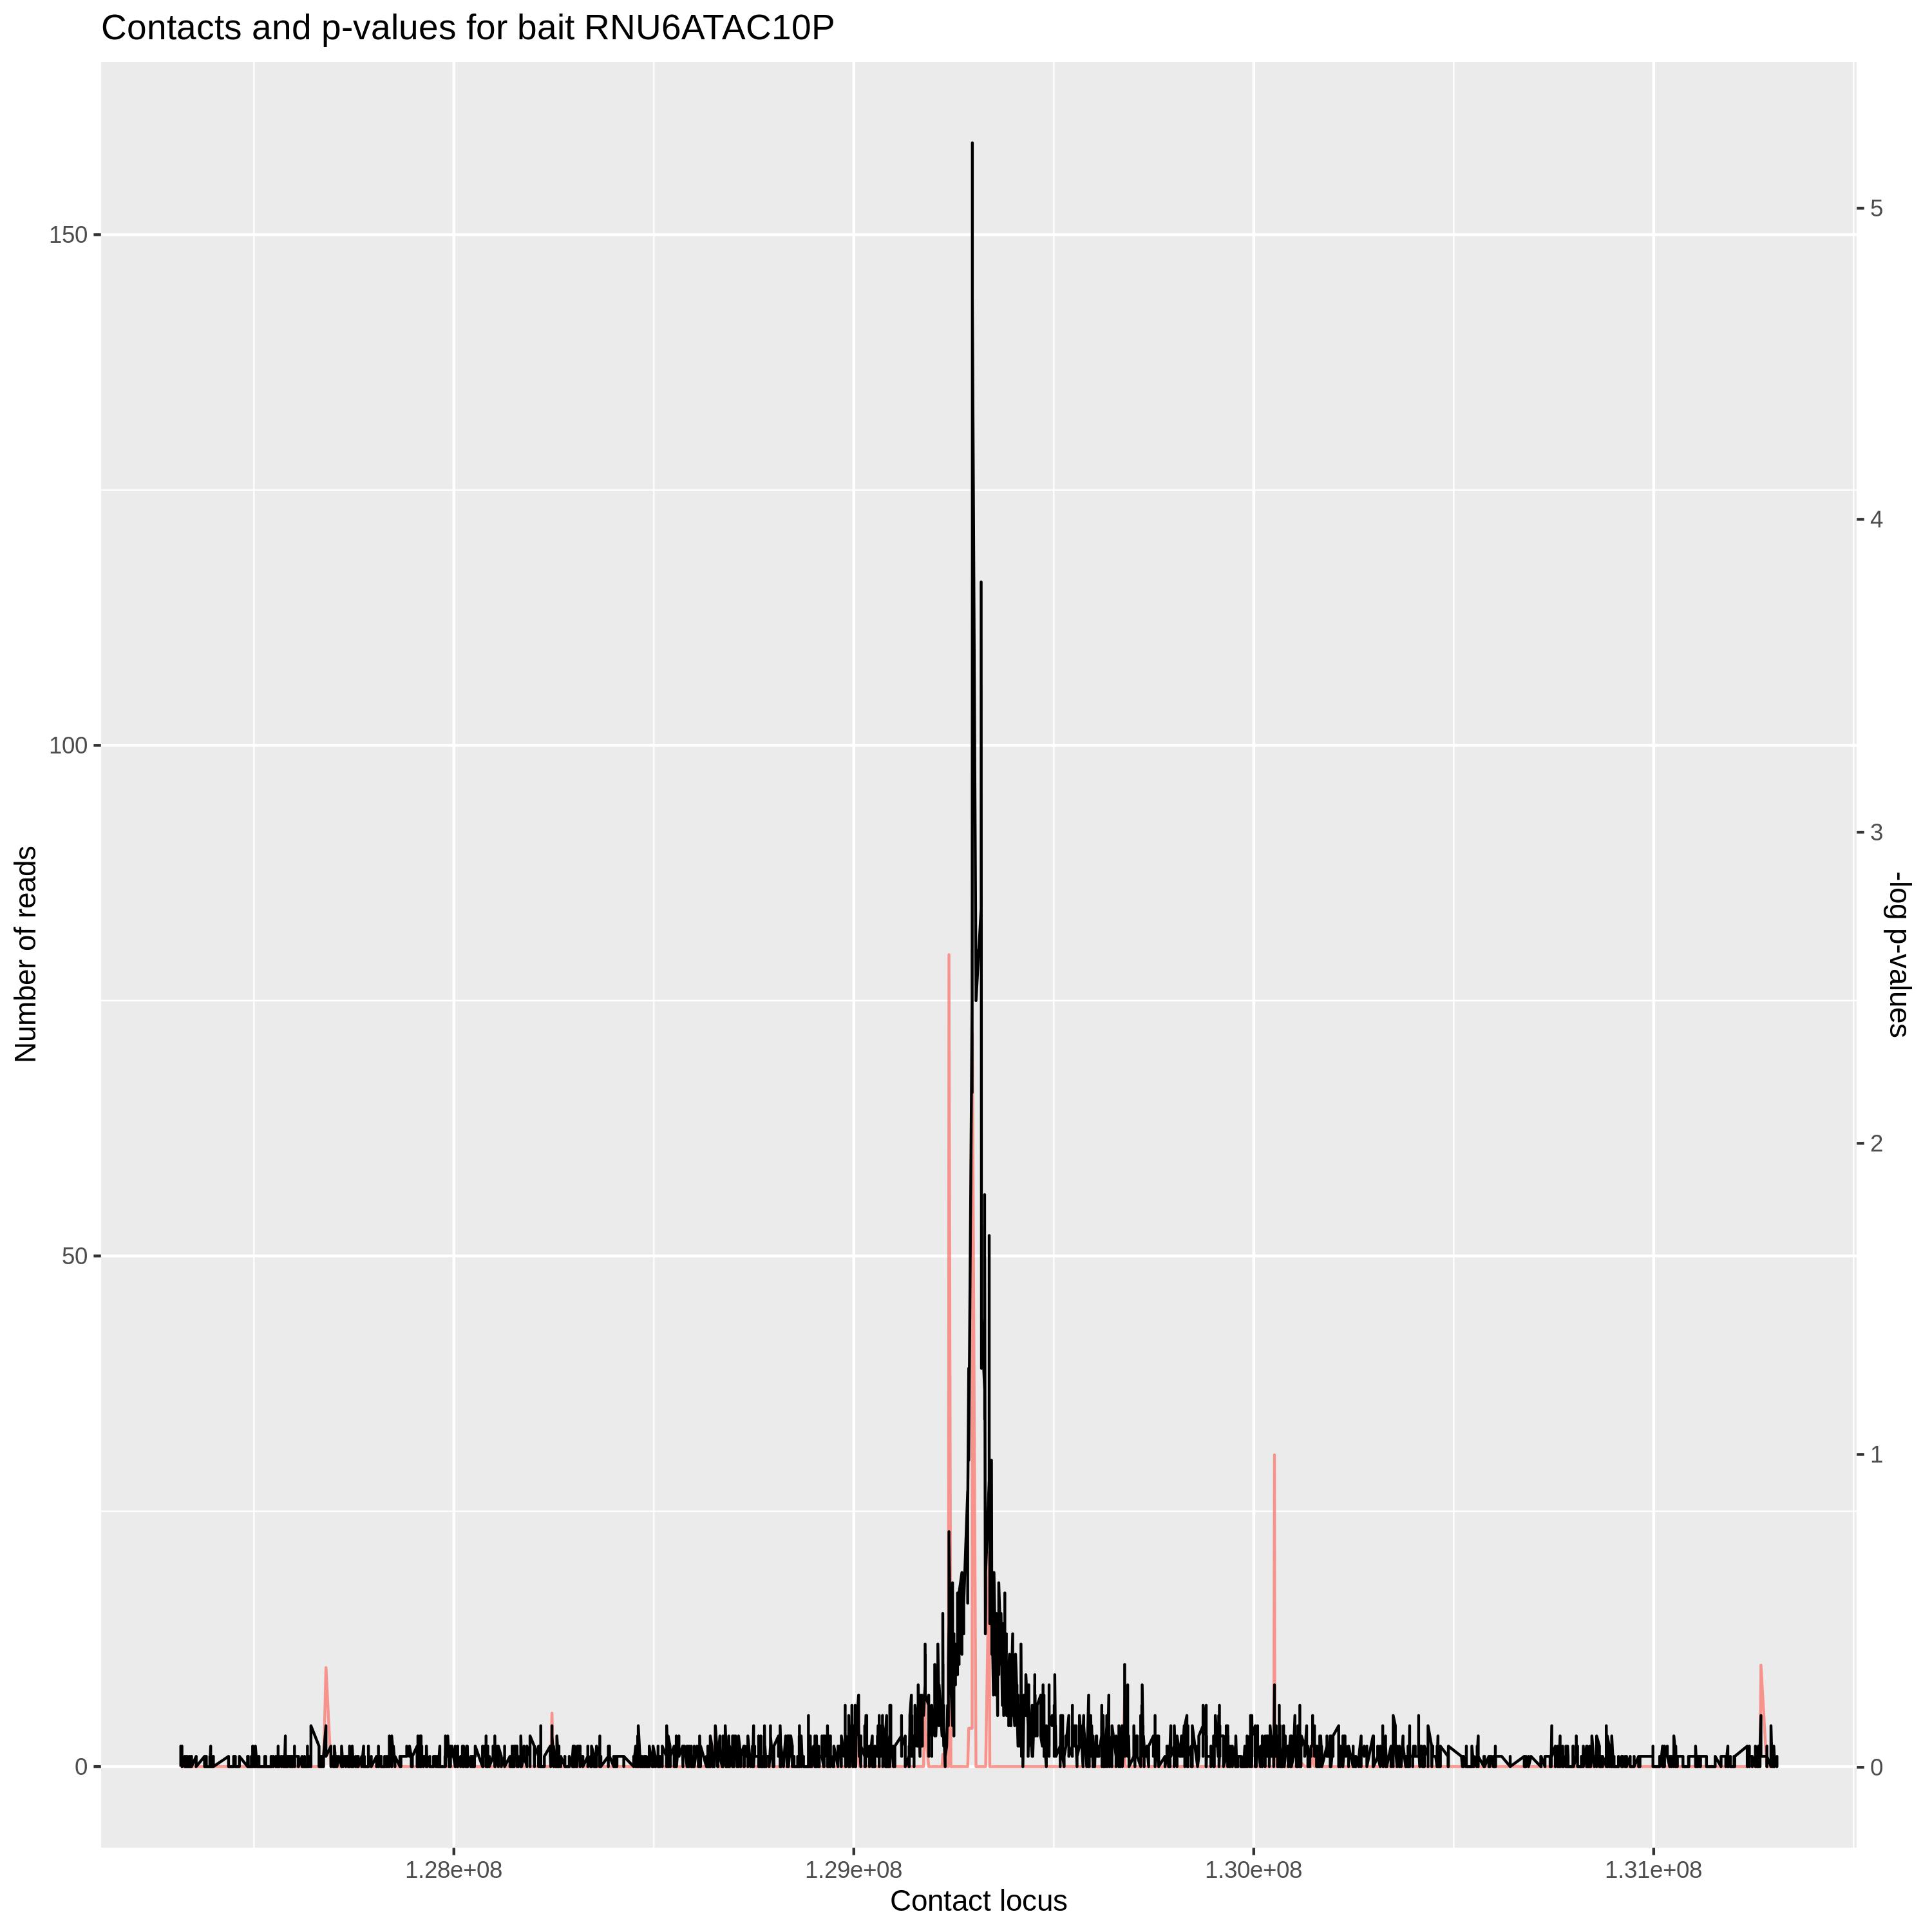 Contacts and p-values for bait RNU6ATAC10P
150
100
50
0
Number of reads
5
4
3
2
1
0
-log p-values
1.28e+08
1.29e+08
1.30e+08
1.31e+08
Contact locus